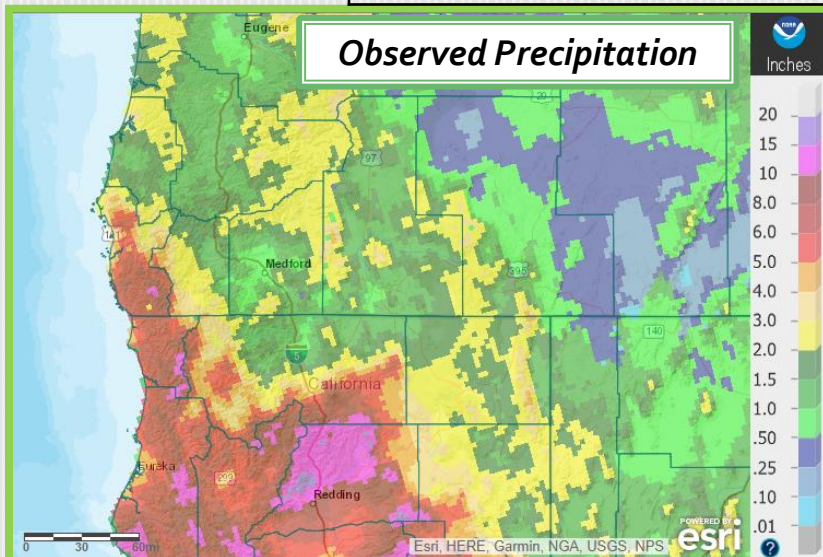 Observed Precipitation
NOAA
Inches
20
15
10
8.0
6.0
5.0
4.0
3.0
2.0
1.5
1.0
.50
.25
.10
.01
?
Eugene
20
97
Medford
395
140
5
California
Eureka
299
Redding
0 30 60mi
Esri, HERE, Garmin, NGA, USGS, NPS
POWERED BY
esri